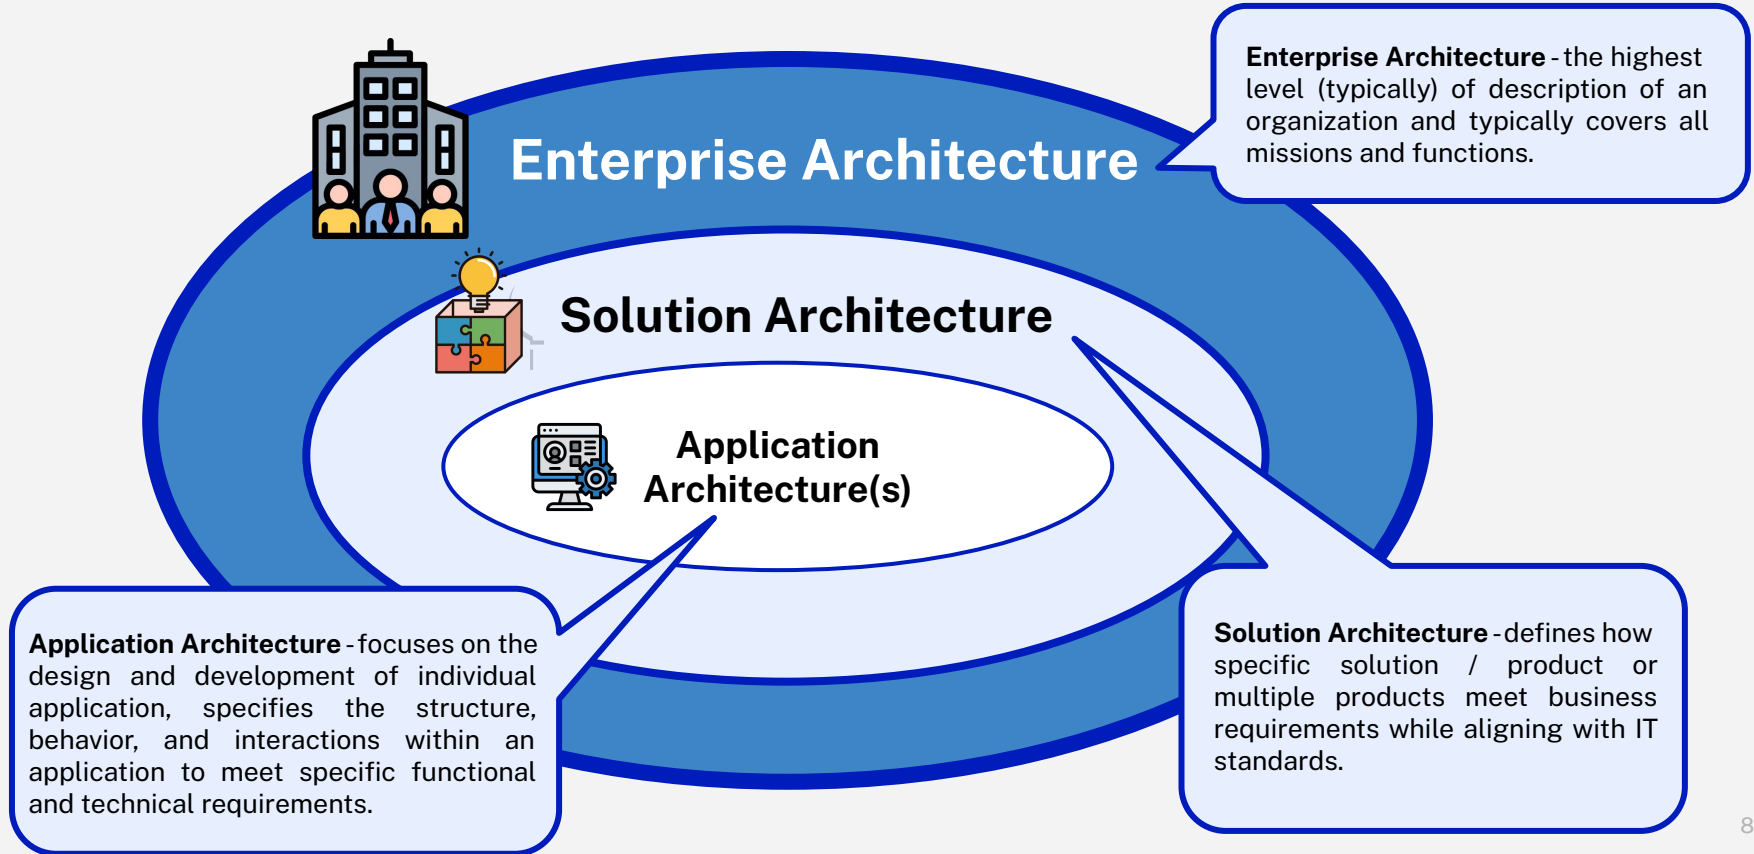 Enterprise Architecture - the highest
level (typically) of description of an
organization and typically covers all
missions and functions.
Enterprise Architecture
Solution Architecture
Application
Architecture(s)
Application Architecture - focuses on the
design and development of individual
application, specifies the structure,
behavior, and interactions within an
application to meet specific functional
and technical requirements.
Solution Architecture - defines how
specific solution / product or
multiple products meet business
requirements while aligning with IT
standards.
8